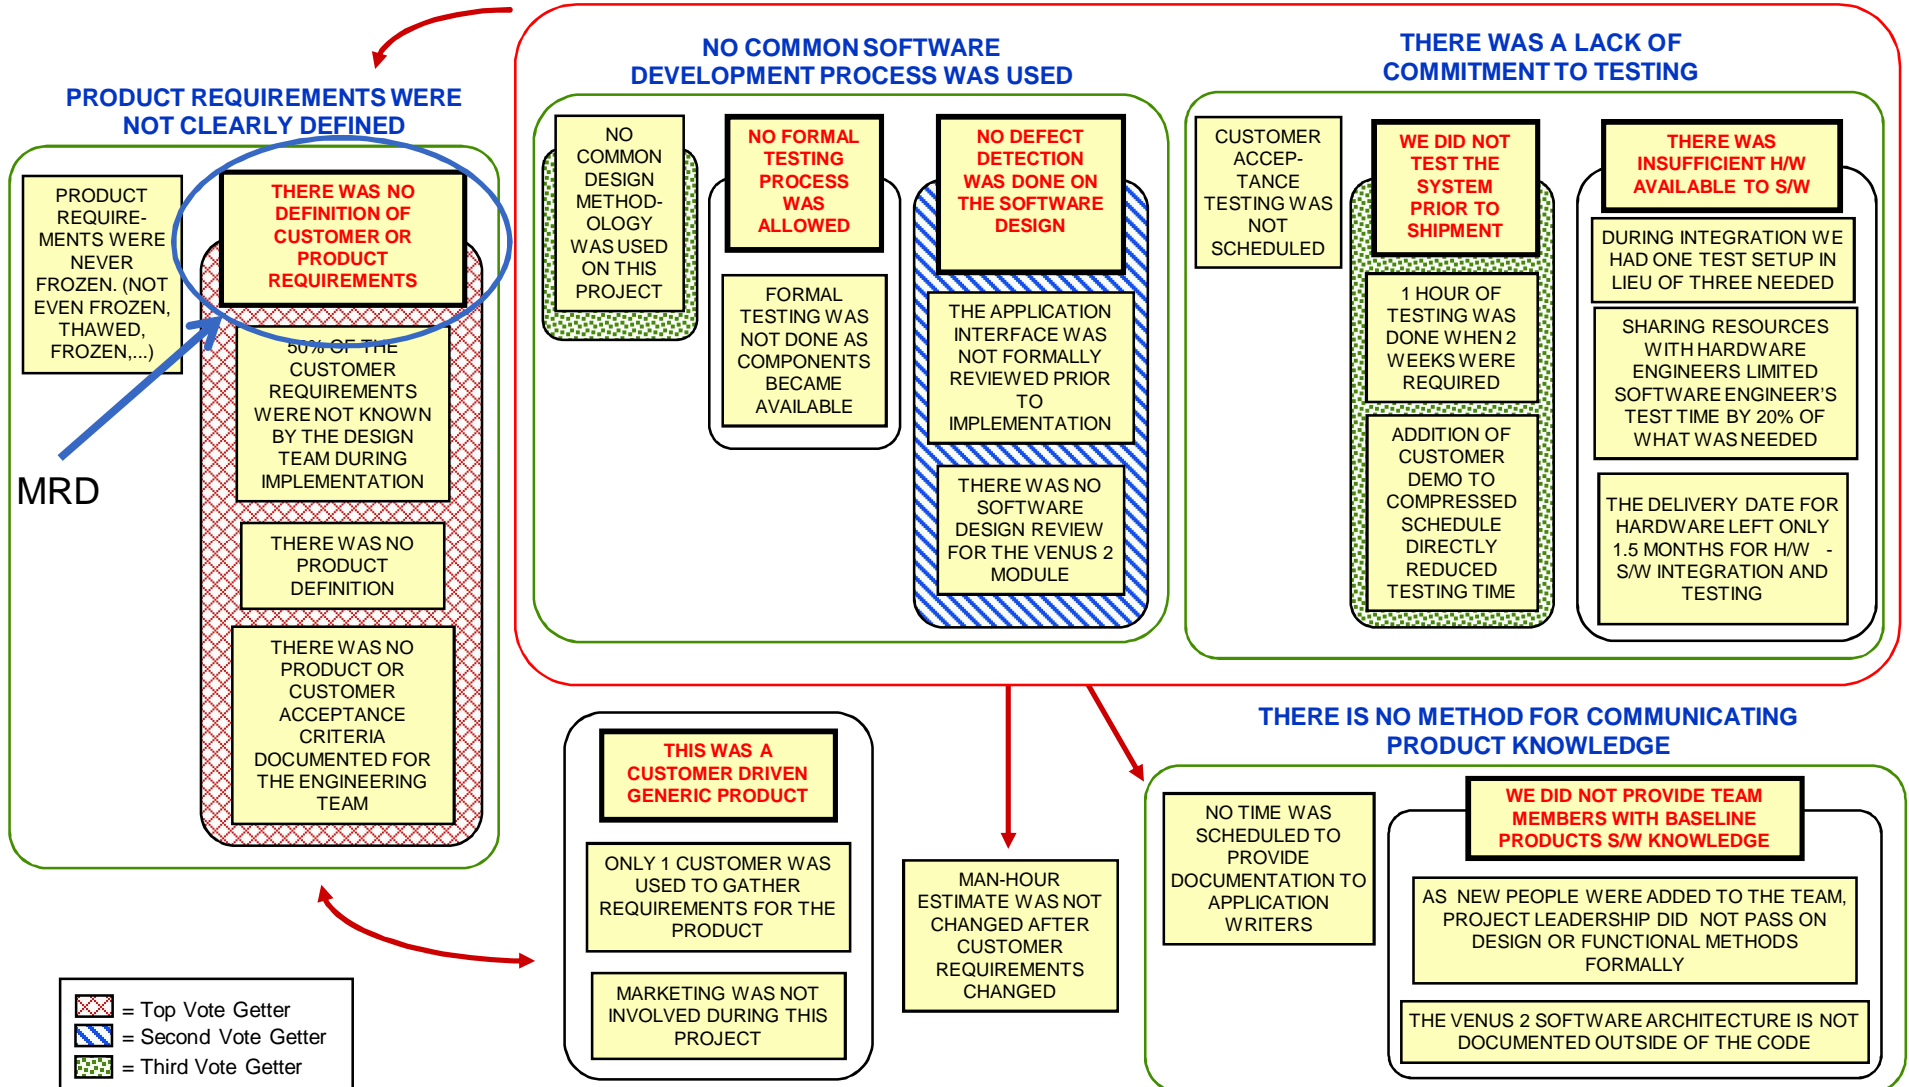 PRODUCT REQUIREMENTS WERE
NOT CLEARLY DEFINED
PRODUCT
REQUIRE-
MENTS WERE
NEVER
FROZEN. (NOT
EVEN FROZEN,
THAWED,
FROZEN,...)
THERE WAS NO
DEFINITION OF
CUSTOMER OR
PRODUCT
REQUIREMENTS
50% OF THE
CUSTOMER
REQUIREMENTS
WERE NOT KNOWN
BY THE DESIGN
TEAM DURING
IMPLEMENTATION
THERE WAS NO
PRODUCT
DEFINITION
THERE WAS NO
PRODUCT OR
CUSTOMER
ACCEPTANCE
CRITERIA
DOCUMENTED FOR
THE ENGINEERING
TEAM
MRD
NO COMMON SOFTWARE
DEVELOPMENT PROCESS WAS USED
NO
COMMON
DESIGN
METHOD-
OLOGY
WAS USED
ON THIS
PROJECT
NO FORMAL
TESTING
PROCESS
WAS
ALLOWED
FORMAL
TESTING WAS
NOT DONE AS
COMPONENTS
BECAME
AVAILABLE
NO DEFECT
DETECTION
WAS DONE ON
THE SOFTWARE
DESIGN
THE APPLICATION
INTERFACE WAS
NOT FORMALLY
REVIEWED PRIOR
TO
IMPLEMENTATION
THERE WAS NO
SOFTWARE
DESIGN REVIEW
FOR THE VENUS 2
MODULE
THERE WAS A LACK OF
COMMITMENT TO TESTING
CUSTOMER
ACCEP-
TANCE
TESTING WAS
NOT
SCHEDULED
WE DID NOT
TEST THE
SYSTEM
PRIOR TO
SHIPMENT
1 HOUR OF
TESTING WAS
DONE WHEN 2
WEEKS WERE
REQUIRED
ADDITION OF
CUSTOMER
DEMO TO
COMPRESSED
SCHEDULE
DIRECTLY
REDUCED
TESTING TIME
THERE WAS
INSUFFICIENT H/W
AVAILABLE TO S/W
DURING INTEGRATION WE
HAD ONE TEST SETUP IN
LIEU OF THREE NEEDED
SHARING RESOURCES
WITH HARDWARE
ENGINEERS LIMITED
SOFTWARE ENGINEER'S
TEST TIME BY 20% OF
WHAT WAS NEEDED
THE DELIVERY DATE FOR
HARDWARE LEFT ONLY
1.5 MONTHS FOR H/W -
S/W INTEGRATION AND
TESTING
THIS WAS A
CUSTOMER DRIVEN
GENERIC PRODUCT
ONLY 1 CUSTOMER WAS
USED TO GATHER
REQUIREMENTS FOR THE
PRODUCT
MARKETING WAS NOT
INVOLVED DURING THIS
PROJECT
MAN-HOUR
ESTIMATE WAS NOT
CHANGED AFTER
CUSTOMER
REQUIREMENTS
CHANGED
THERE IS NO METHOD FOR COMMUNICATING
PRODUCT KNOWLEDGE
NO TIME WAS
SCHEDULED TO
PROVIDE
DOCUMENTATION TO
APPLICATION
WRITERS
WE DID NOT PROVIDE TEAM
MEMBERS WITH BASELINE
PRODUCTS S/W KNOWLEDGE
AS NEW PEOPLE WERE ADDED TO THE TEAM,
PROJECT LEADERSHIP DID NOT PASS ON
DESIGN OR FUNCTIONAL METHODS
FORMALLY
THE VENUS 2 SOFTWARE ARCHITECTURE IS NOT
DOCUMENTED OUTSIDE OF THE CODE
= Top Vote Getter
= Second Vote Getter
= Third Vote Getter